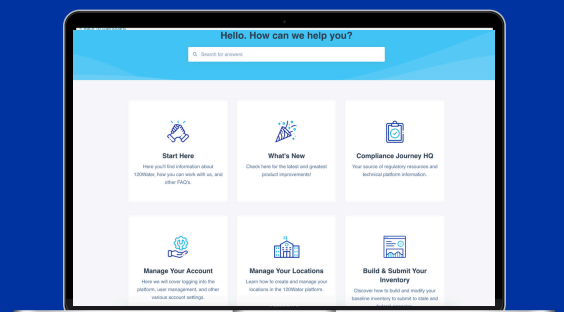 Hello. How can we help you?
Search for answers
Start Here
Here you'll find information about
120Water, how you can work with us, and
other FAQ's.
What's New
Check here for the latest and greatest
product improvements!
Compliance Journey HQ
Your source of regulatory resources and
technical platform information.
Manage Your Account
Here we will cover logging into the
platform, user management, and other
various account settings.
Manage Your Locations
Learn how to create and manage your
locations in the 120Water platform.
Build & Submit Your
Inventory
Discover how to build and modify your
baseline inventory to submit to state and